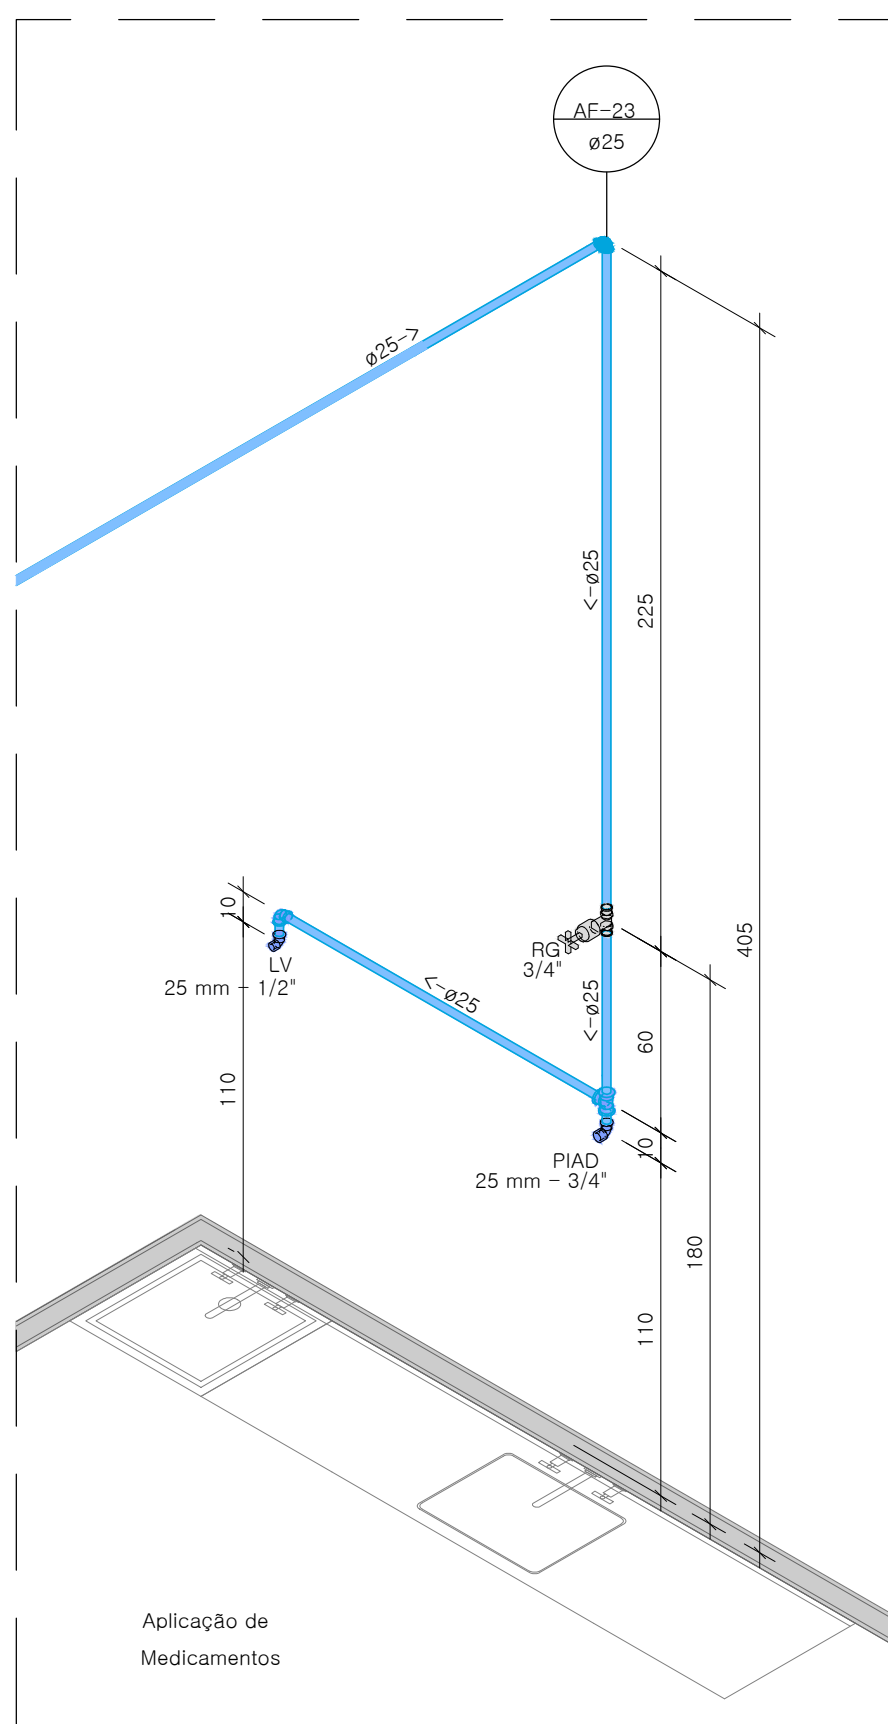 AF-23
ø25
ø25->
<-ø25
225
405
10
LV
25 mm - 1/2"
<-ø25
RG
3/4"
<-ø25
60
110
10
PIAD
25 mm - 3/4"
180
110
Aplicação de
Medicamentos